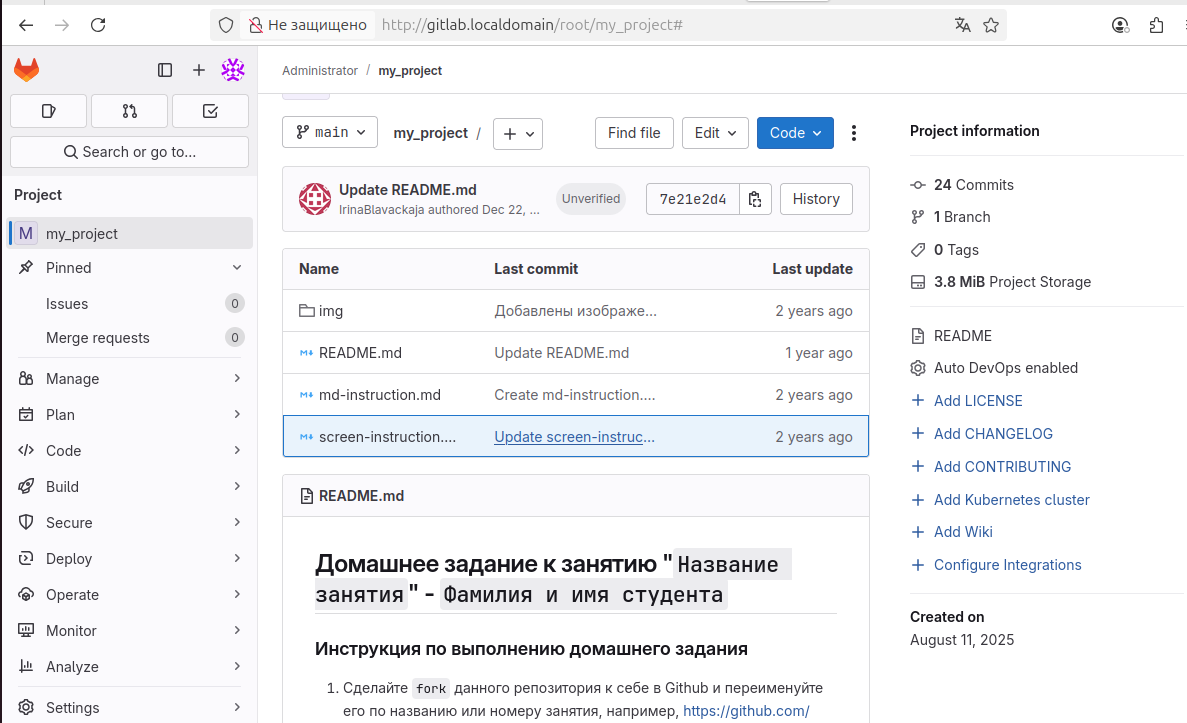 Не защищено http://gitlab.localdomain/root/my_project#
Administrator / my_project
Search or go to...
Project
M my_project
Pinned
Issues 0
Merge requests 0
Manage
Plan
Code
Build
Secure
Deploy
Operate
Monitor
Analyze
Settings
main my_project / + Find file Edit Code
Update README.md
IrinaBlavackaja authored Dec 22, ...
Unverified 7e21e2d4 History
Name Last commit Last update
img Добавлены изображе... 2 years ago
README.md Update README.md 1 year ago
md-instruction.md Create md-instruction.... 2 years ago
screen-instruction.... Update screen-instruc... 2 years ago
README.md
Домашнее задание к занятию "Название
занятия" - Фамилия и имя студента
Инструкция по выполнению домашнего задания
1. Сделайте fork данного репозитория к себе в Github и переименуйте
его по названию или номеру занятия, например, https://github.com/
Project information
24 Commits
1 Branch
0 Tags
3.8 MiB Project Storage
README
Auto DevOps enabled
+ Add LICENSE
+ Add CHANGELOG
+ Add CONTRIBUTING
+ Add Kubernetes cluster
+ Add Wiki
+ Configure Integrations
Created on
August 11, 2025